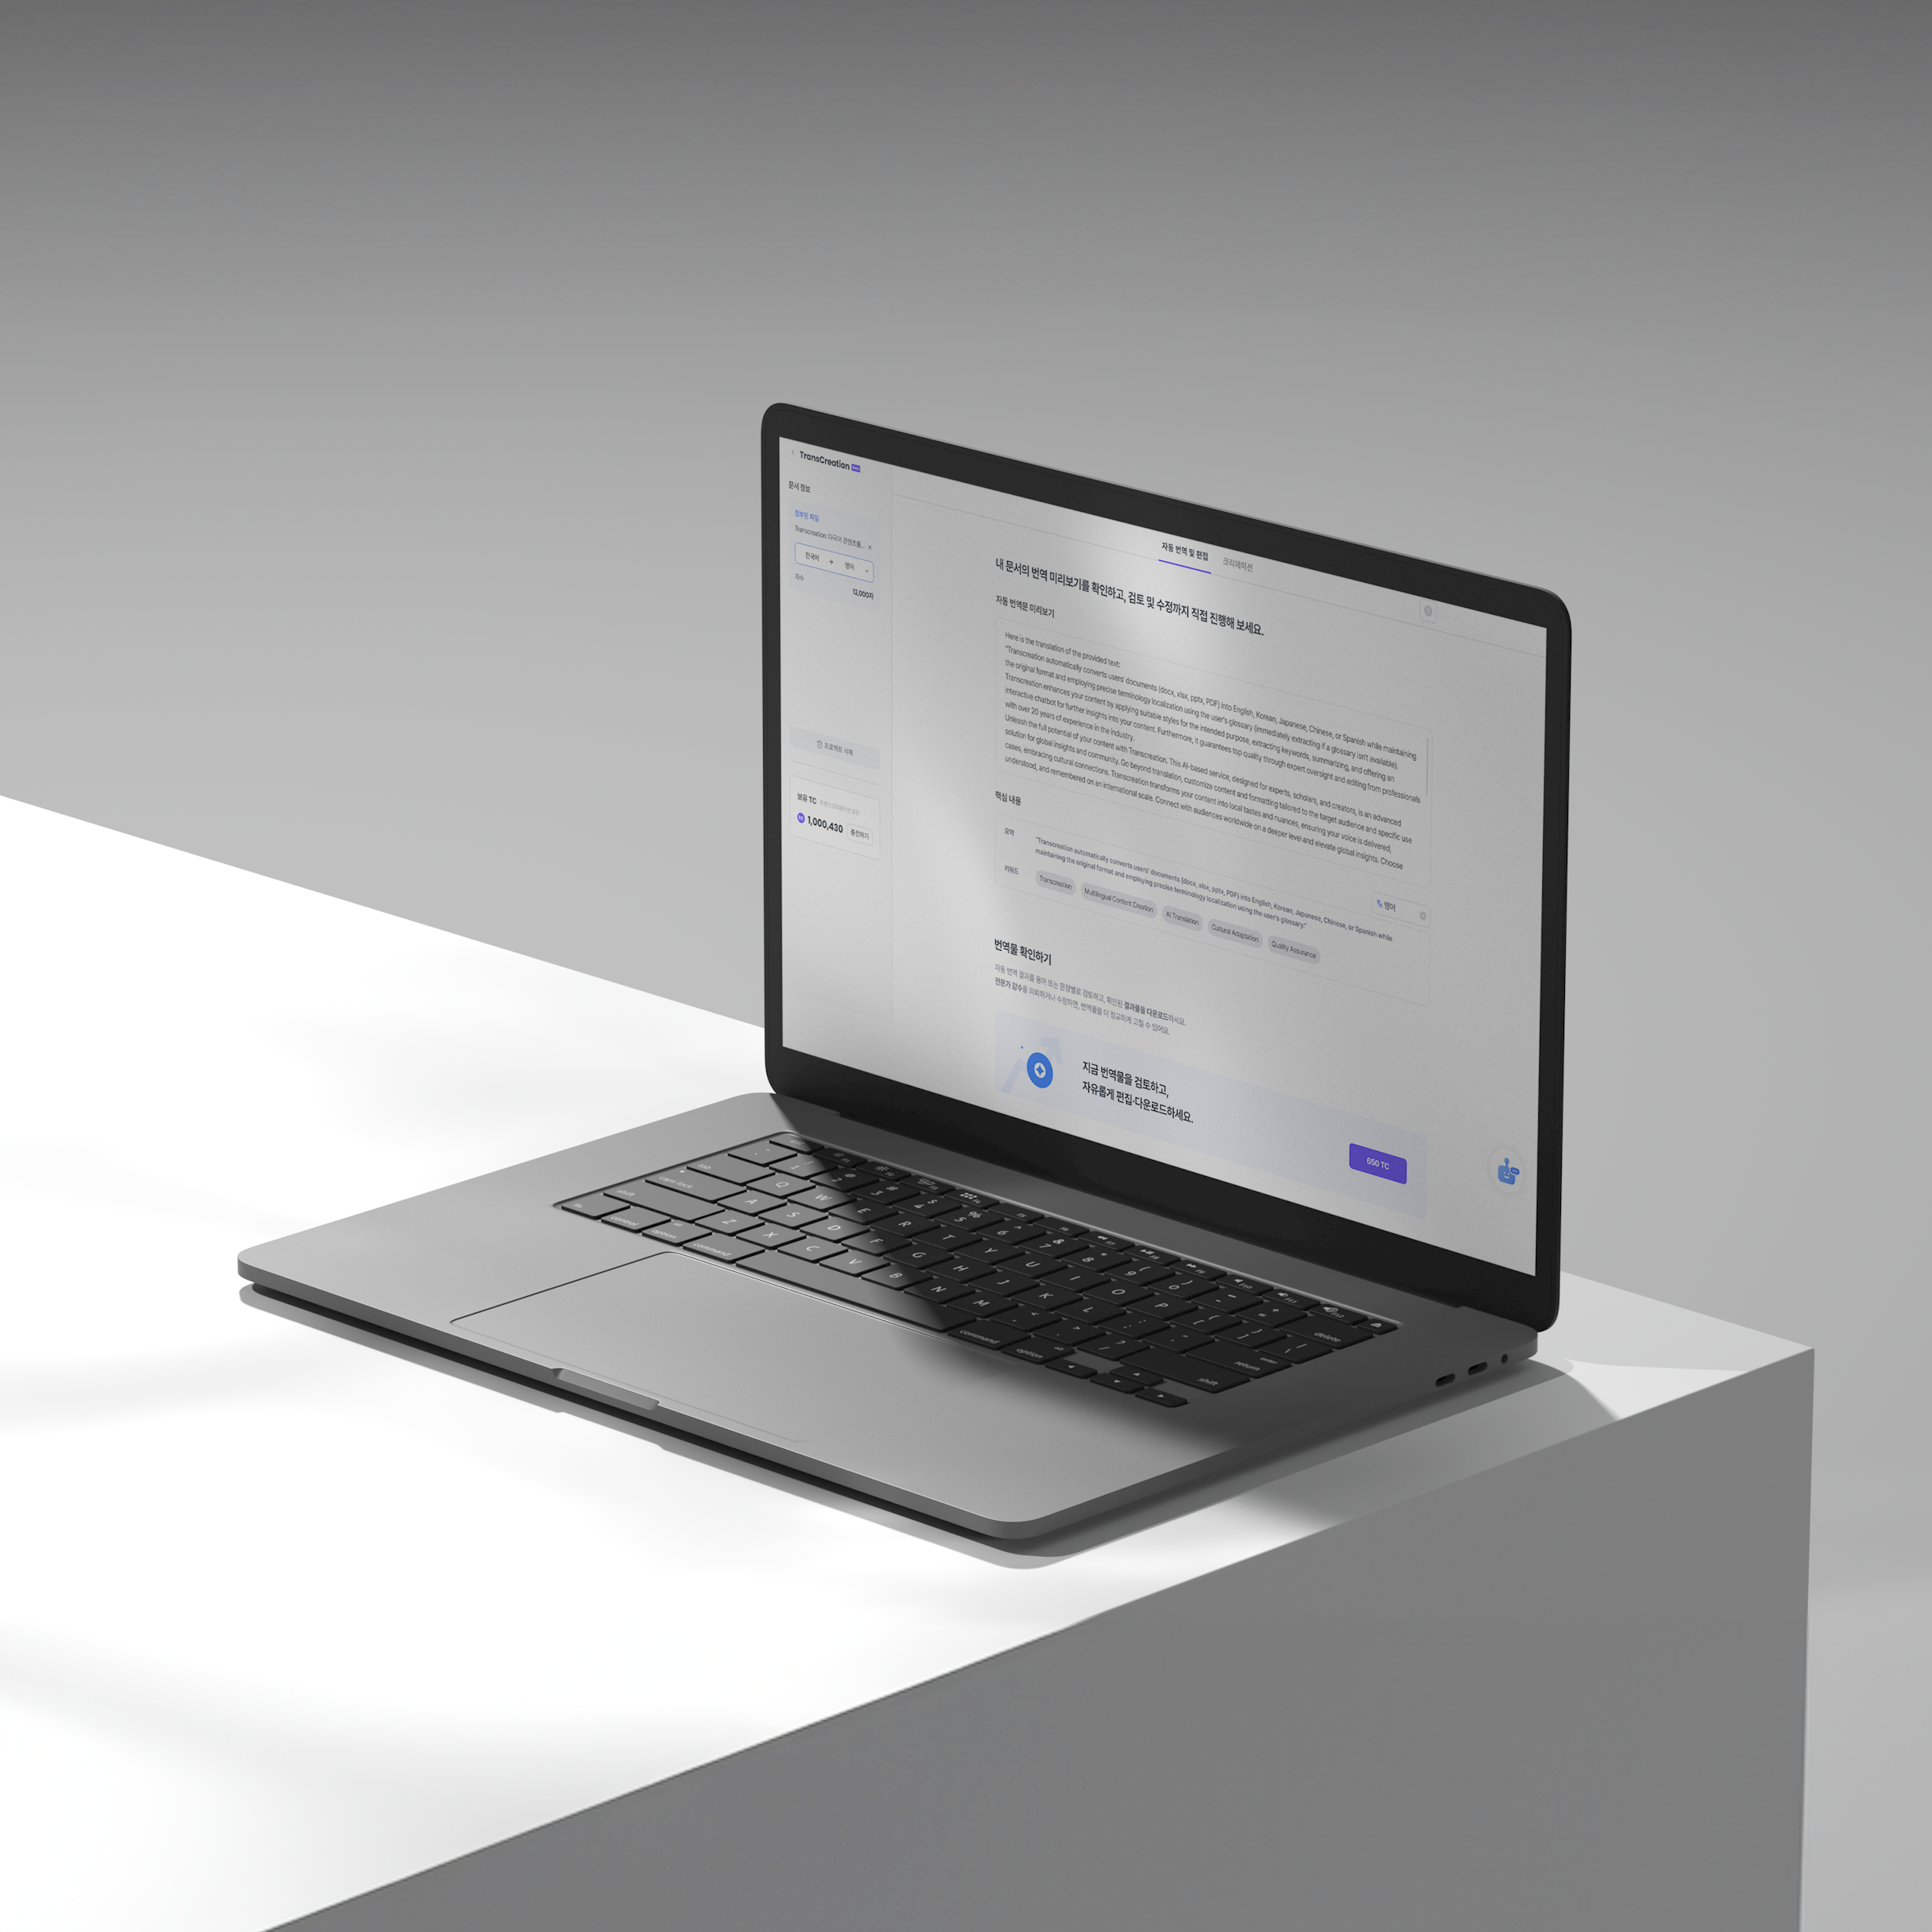 TransCreation
문서 정보
첨부된 파일
Transcreation: 다국어 콘텐츠를... ×
한국어 → 영어
자수
12,000자
프로젝트 삭제
보유 TC
1,000,430 충전하기
자동 번역 및 편집 크리에이션
내 문서의 번역 미리보기를 확인하고, 검토 및 수정까지 직접 진행해 보세요.
자동 번역문 미리보기
Here is the translation of the provided text:
"Transcreation automatically converts users' documents (docx, xlsx, pptx, PDF) into English, Korean, Japanese, Chinese, or Spanish while maintaining
the original format and employing precise terminology localization using the user's glossary (immediately extracting if a glossary isn't available).
Transcreation enhances your content by applying suitable styles for the intended purpose, extracting keywords, summarizing, and offering an
interactive chatbot for further insights into your content. Furthermore, it guarantees top quality through expert oversight and editing from professionals
with over 20 years of experience in the industry.
Unleash the full potential of your content with Transcreation. This AI-based service, designed for experts, scholars, and creators, is an advanced
solution for global insights and community. Go beyond translation, customize content and formatting tailored to the target audience and specific use
cases, embracing cultural connections. Transcreation transforms your content into local tastes and nuances, ensuring your voice is delivered,
understood, and remembered on an international scale. Connect with audiences worldwide on a deeper level and elevate global insights. Choose
핵심 내용
영어
요약
"Transcreation automatically converts users' documents (docx, xlsx, pptx, PDF) into English, Korean, Japanese, Chinese, or Spanish while
maintaining the original format and employing precise terminology localization using the user's glossary."
키워드
Transcreation Multilingual Content Creation AI Translation Cultural Adaptation Quality Assurance
번역물 확인하기
자동 번역 결과를 용어 또는 문장별로 검토하고, 확인된 결과물을 다운로드하세요.
전문가 감수를 의뢰하거나 수정하면, 번역물을 더 정교하게 고칠 수 있어요.
지금 번역물을 검토하고,
자유롭게 편집·다운로드하세요.
650 TC
tab Q W E R T Y U I O P
caps lock A S D F G H J K L return
shift Z X C V B N M shift
fn control option command command option
delete